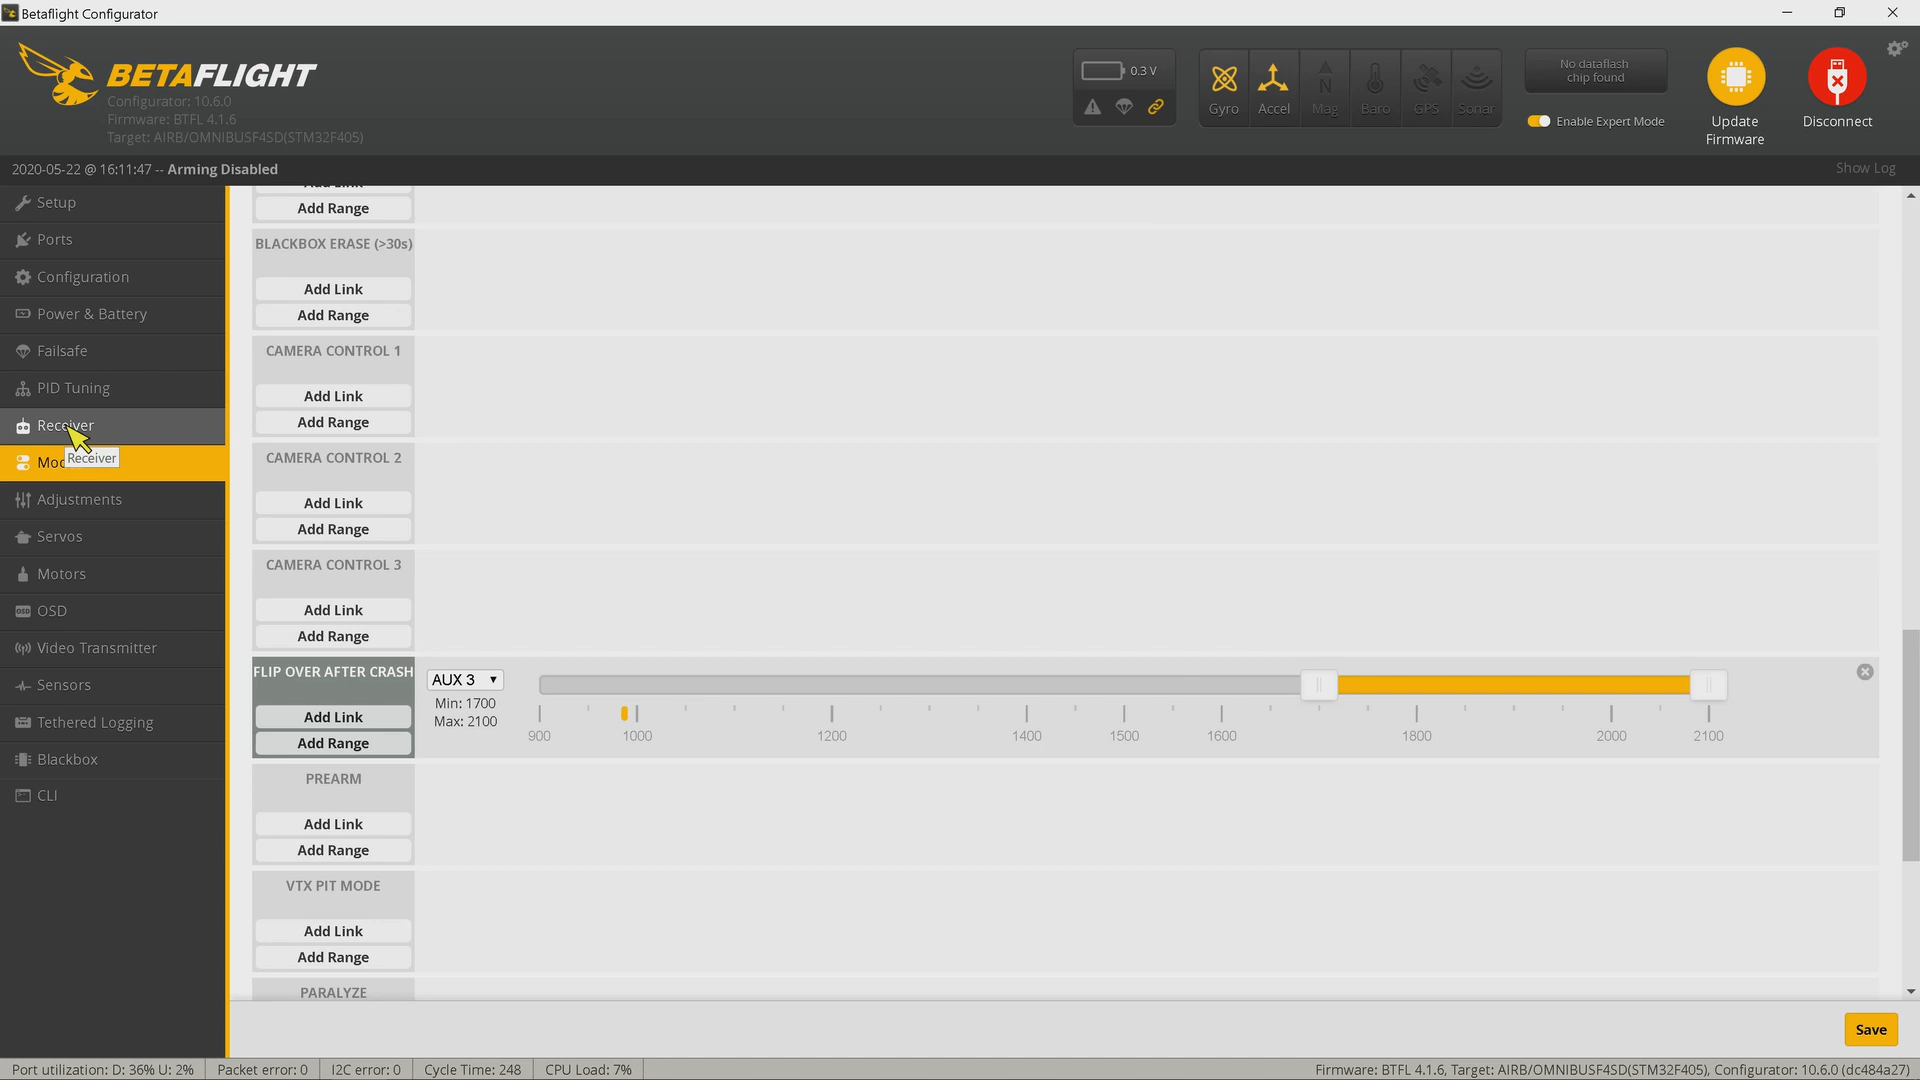 Betaflight Configurator
BETAFLIGHT
Configurator: 10.6.0
Firmware: BTFL 4.1.6
Target: AIRB/OMNIBUSF4SD(STM32F405)
0.3 V
Gyro
Accel
Mag
Baro
GPS
Sonar
No dataflash
chip found
Enable Expert Mode
Update
Firmware
Disconnect
2020-05-22 @ 16:11:47 -- Arming Disabled
Show Log
Setup
Ports
Configuration
Power & Battery
Failsafe
PID Tuning
Receiver
Receiver
Adjustments
Servos
Motors
OSD
Video Transmitter
Sensors
Tethered Logging
Blackbox
CLI
Add Link
Add Range
BLACKBOX ERASE (>30s)
Add Link
Add Range
CAMERA CONTROL 1
Add Link
Add Range
CAMERA CONTROL 2
Add Link
Add Range
CAMERA CONTROL 3
Add Link
Add Range
FLIP OVER AFTER CRASH
Add Link
Add Range
AUX 3
Min: 1700
Max: 2100
900 1000 1200 1400 1500 1600 1800 2000 2100
PREARM
Add Link
Add Range
VTX PIT MODE
Add Link
Add Range
PARALYZE
Save
Port utilization: D: 36% U: 2%
Packet error: 0
I2C error: 0
Cycle Time: 248
CPU Load: 7%
Firmware: BTFL 4.1.6, Target: AIRB/OMNIBUSF4SD(STM32F405), Configurator: 10.6.0 (dc484a27)